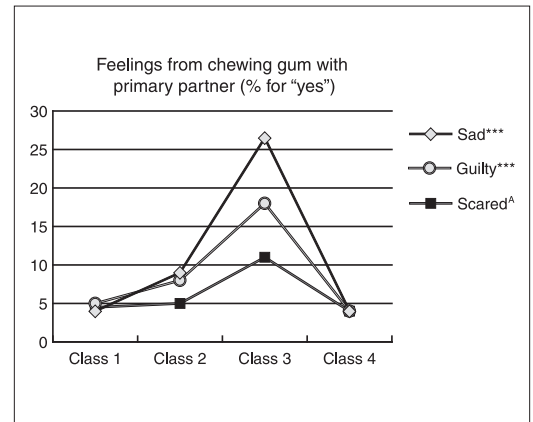 Feelings from chewing gum with
primary partner (% for “yes”)
30
25
20
15
10
5
0
Class 1 Class 2 Class 3 Class 4
Sad***
Guilty***
Scaredᴬ